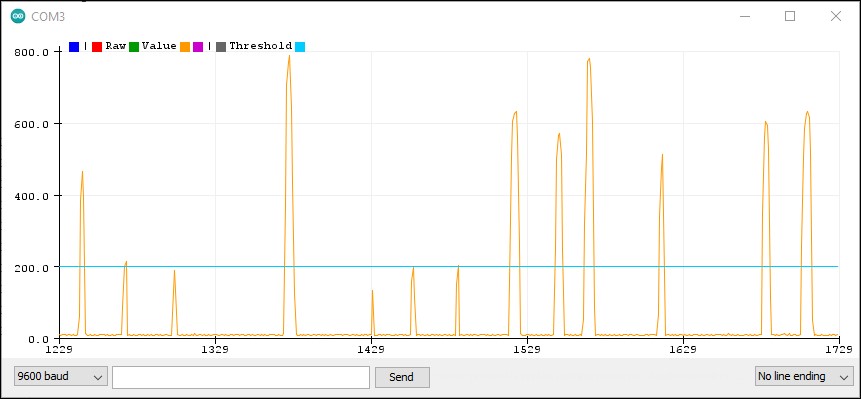 COM3
| Raw Value | Threshold
800.0
600.0
400.0
200.0
0.0
1229 1329 1429 1529 1629 1729
9600 baud Send No line ending